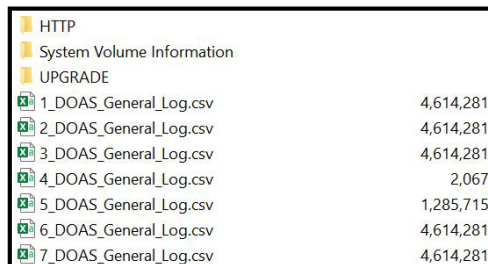 HTTP
System Volume Information
UPGRADE
1_DOAS_General_Log.csv 4,614,281
2_DOAS_General_Log.csv 4,614,281
3_DOAS_General_Log.csv 4,614,281
4_DOAS_General_Log.csv 2,067
5_DOAS_General_Log.csv 1,285,715
6_DOAS_General_Log.csv 4,614,281
7_DOAS_General_Log.csv 4,614,281